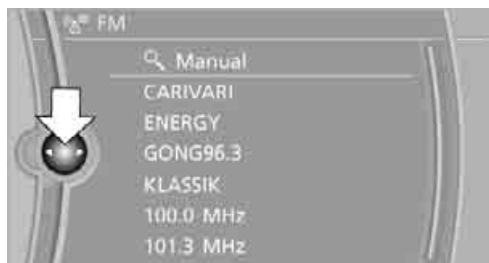 FM
Manual
CARIVARI
ENERGY
GONG96.3
KLASSIK
100.0 MHz
101.3 MHz